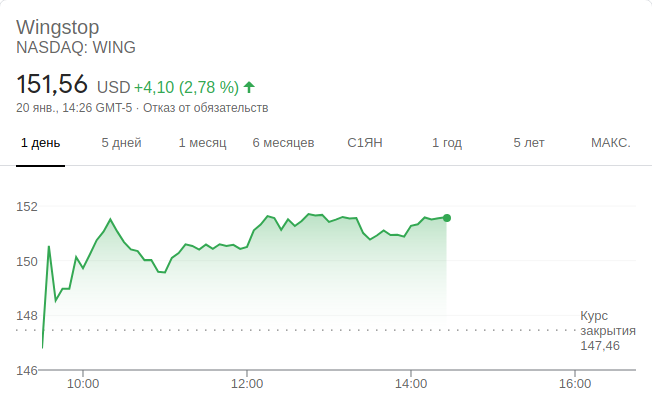 Wingstop
NASDAQ: WING
151,56 USD +4,10 (2,78 %)
20 янв., 14:26 GMT-5 · Отказ от обязательств
1 день 5 дней 1 месяц 6 месяцев С1ЯН 1 год 5 лет МАКС.
152
150
148
Курс
закрытия
147,46
146
10:00 12:00 14:00 16:00